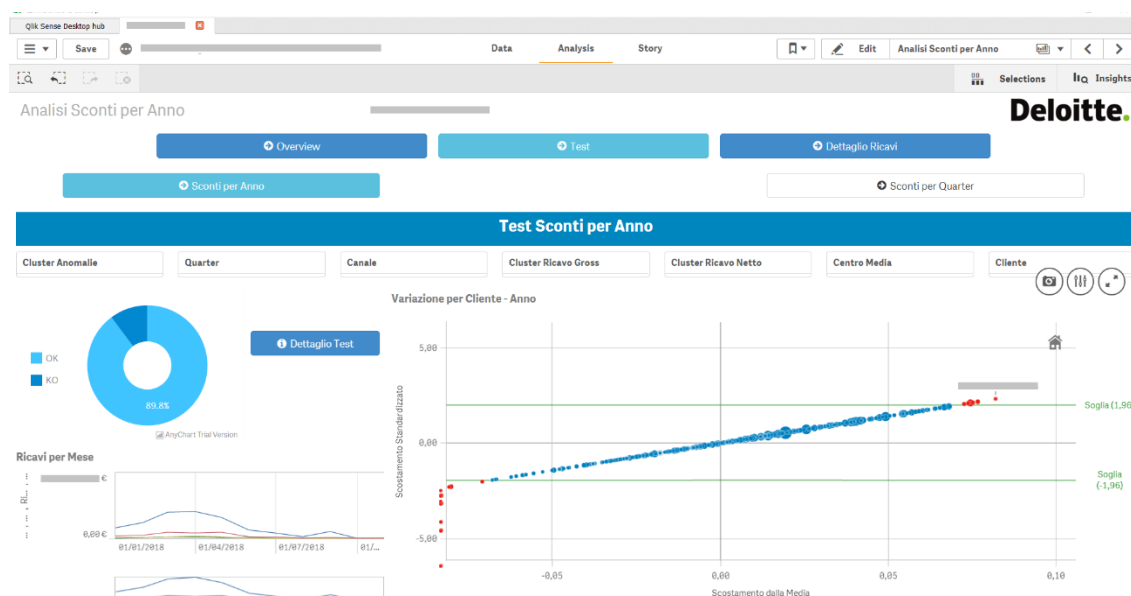 Qlik Sense Desktop hub
Save
Data
Analysis
Story
Edit
Analisi Sconti per Anno
Selections
Insights
Analisi Sconti per Anno
Deloitte.
Overview
Test
Dettaglio Ricavi
Sconti per Anno
Sconti per Quarter
Test Sconti per Anno
Cluster Anomalie
Quarter
Canale
Cluster Ricavo Gross
Cluster Ricavo Netto
Centro Media
Cliente
Variazione per Cliente - Anno
OK
KO
89.8%
AnyChart Trial Version
Dettaglio Test
Scostamento Standardizzato
5,00
0,00
-5,00
Soglia (1,96
Soglia
(-1,96)
-0,05
0,00
0,05
0,10
Scostamento dalla Media
Ricavi per Mese
€
Ri...
0,00 €
01/01/2018
01/04/2018
01/07/2018
01/...